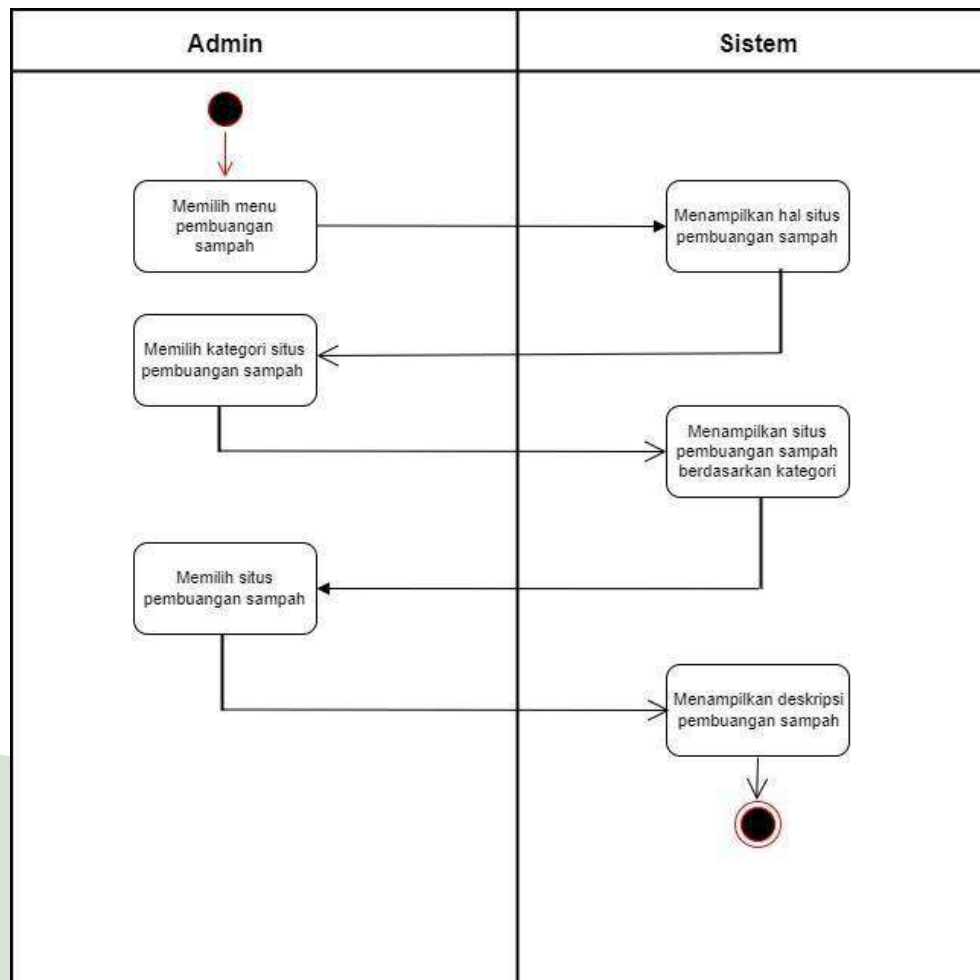 Admin
Sistem
Memilih menu
pembuangan
sampah
Menampilkan hal situs
pembuangan sampah
Memilih kategori situs
pembuangan sampah
Menampilkan situs
pembuangan sampah
berdasarkan kategori
Memilih situs
pembuangan sampah
Menampilkan deskripsi
pembuangan sampah